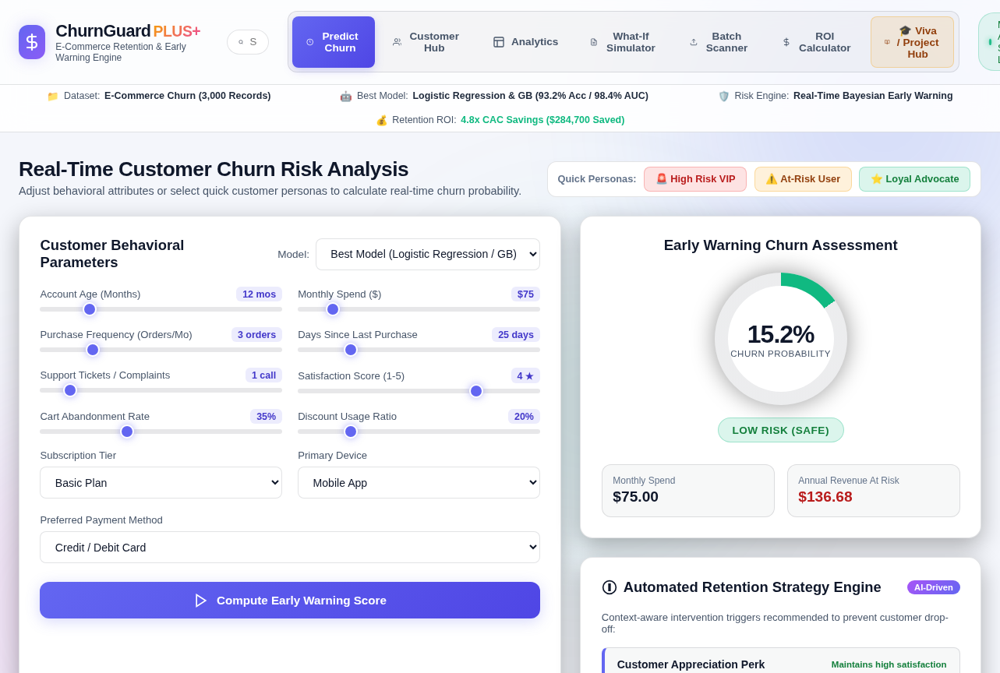 ChurnGuard PLUS+
E-Commerce Retention & Early
Warning Engine
S
Predict
Churn
Customer
Hub
Analytics
What-If
Simulator
Batch
Scanner
ROI
Calculator
🎓 Viva
/ Project
Hub
📁 Dataset: E-Commerce Churn (3,000 Records)
🤖 Best Model: Logistic Regression & GB (93.2% Acc / 98.4% AUC)
🛡️ Risk Engine: Real-Time Bayesian Early Warning
💰 Retention ROI: 4.8x CAC Savings ($284,700 Saved)
Real-Time Customer Churn Risk Analysis
Adjust behavioral attributes or select quick customer personas to calculate real-time churn probability.
Quick Personas: 🚨 High Risk VIP ⚠️ At-Risk User ⭐ Loyal Advocate
Customer Behavioral
Parameters
Model: Best Model (Logistic Regression / GB)
Account Age (Months) 12 mos
Monthly Spend ($) $75
Purchase Frequency (Orders/Mo) 3 orders
Days Since Last Purchase 25 days
Support Tickets / Complaints 1 call
Satisfaction Score (1-5) 4 ★
Cart Abandonment Rate 35%
Discount Usage Ratio 20%
Subscription Tier
Basic Plan
Primary Device
Mobile App
Preferred Payment Method
Credit / Debit Card
Compute Early Warning Score
Early Warning Churn Assessment
15.2%
CHURN PROBABILITY
LOW RISK (SAFE)
Monthly Spend
$75.00
Annual Revenue At Risk
$136.68
Automated Retention Strategy Engine AI-Driven
Context-aware intervention triggers recommended to prevent customer drop-
off:
Customer Appreciation Perk Maintains high satisfaction